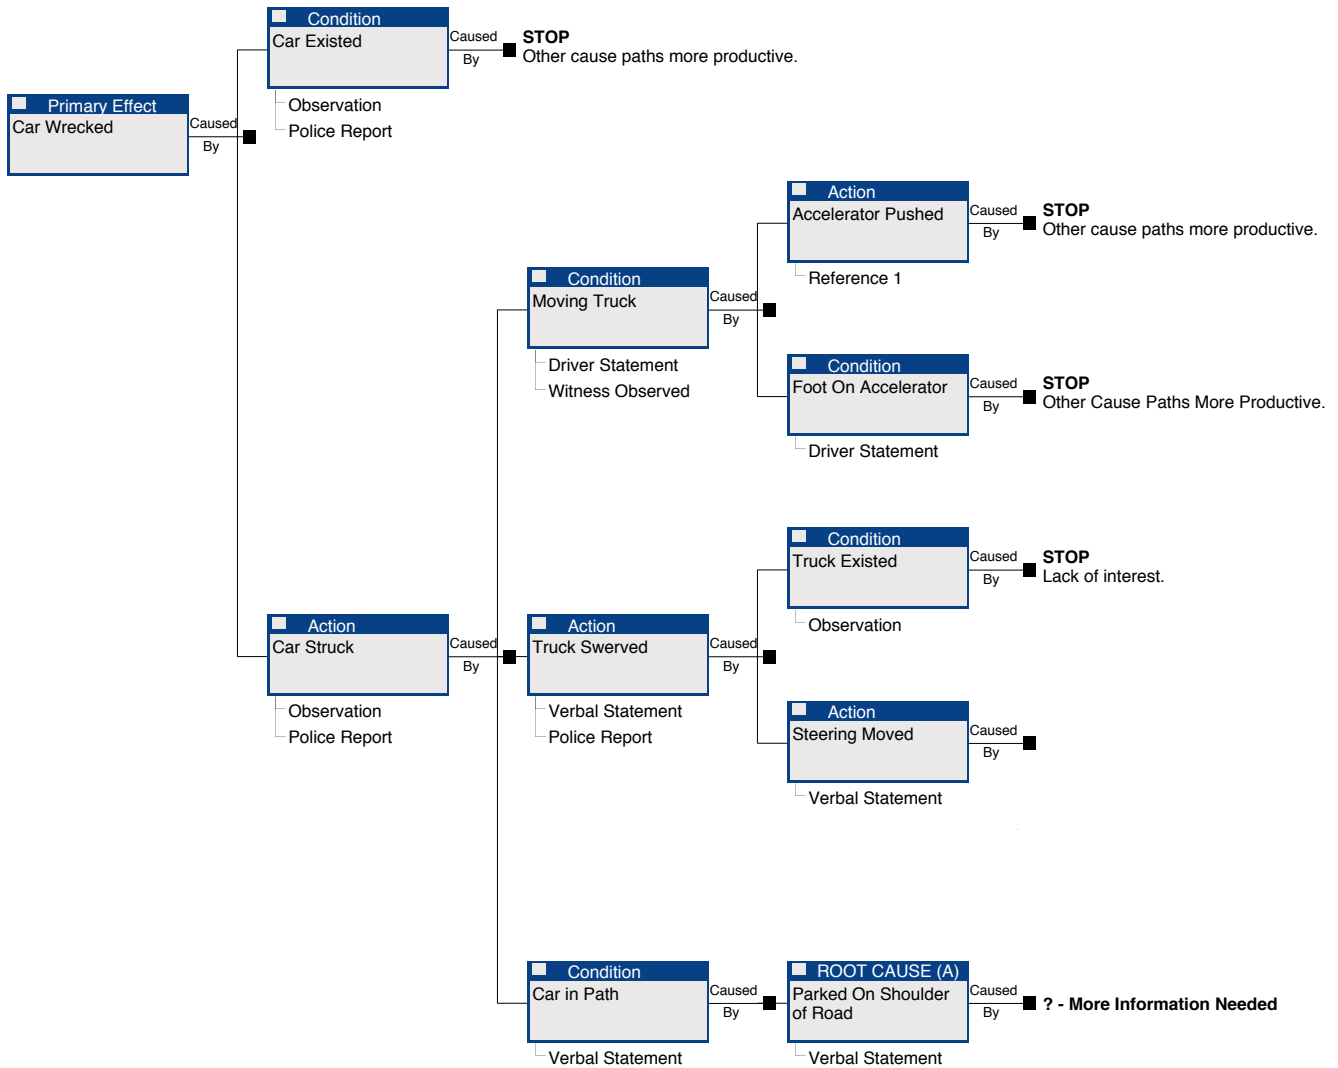 Condition
Car Existed
Caused
By
STOP
Other cause paths more productive.
Observation
Police Report
Primary Effect
Car Wrecked
Caused
By
Action
Accelerator Pushed
Caused
By
STOP
Other cause paths more productive.
Reference 1
Condition
Moving Truck
Caused
By
Driver Statement
Witness Observed
Condition
Foot On Accelerator
Caused
By
STOP
Other Cause Paths More Productive.
Driver Statement
Condition
Truck Existed
Caused
By
STOP
Lack of interest.
Observation
Action
Car Struck
Caused
By
Observation
Police Report
Action
Truck Swerved
Caused
By
Verbal Statement
Police Report
Action
Steering Moved
Caused
By
Verbal Statement
Condition
Car in Path
Caused
By
Verbal Statement
ROOT CAUSE (A)
Parked On Shoulder
of Road
Caused
By
? - More Information Needed
Verbal Statement